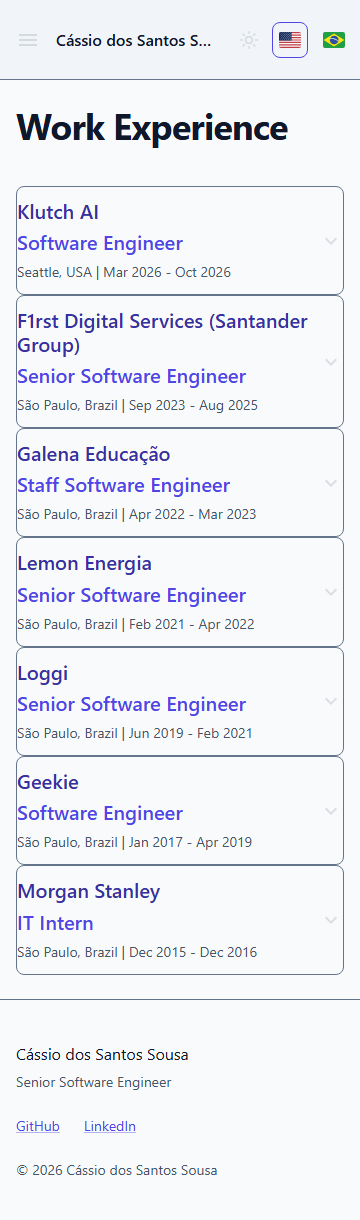 Cássio dos Santos S...
Work Experience
Klutch AI
Software Engineer
Seattle, USA | Mar 2026 - Oct 2026
F1rst Digital Services (Santander
Group)
Senior Software Engineer
São Paulo, Brazil | Sep 2023 - Aug 2025
Galena Educação
Staff Software Engineer
São Paulo, Brazil | Apr 2022 - Mar 2023
Lemon Energia
Senior Software Engineer
São Paulo, Brazil | Feb 2021 - Apr 2022
Loggi
Senior Software Engineer
São Paulo, Brazil | Jun 2019 - Feb 2021
Geekie
Software Engineer
São Paulo, Brazil | Jan 2017 - Apr 2019
Morgan Stanley
IT Intern
São Paulo, Brazil | Dec 2015 - Dec 2016
Cássio dos Santos Sousa
Senior Software Engineer
GitHub LinkedIn
© 2026 Cássio dos Santos Sousa